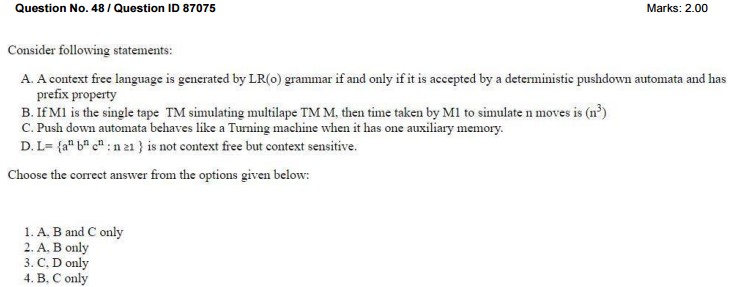 Question No. 48 / Question ID 87075
Marks: 2.00
Consider following statements:
A. A context free language is generated by LR(o) grammar if and only if it is accepted by a deterministic pushdown automata and has
prefix property
B. If M1 is the single tape TM simulating multilape TM M, then time taken by M1 to simulate n moves is (n³)
C. Push down automata behaves like a Turning machine when it has one auxiliary memory.
D. L= {aⁿ bⁿ cⁿ : n ≥1 } is not context free but context sensitive.
Choose the correct answer from the options given below:
1. A, B and C only
2. A, B only
3. C, D only
4. B, C only